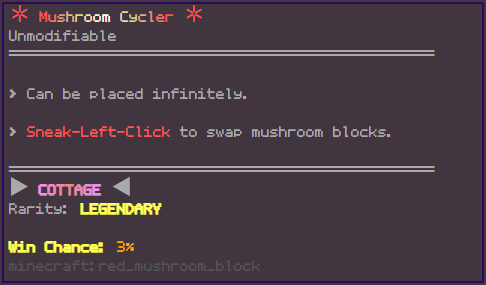 * Mushroom Cycler *
Unmodifiable
> Can be placed infinitely.
> Sneak-Left-Click to swap mushroom blocks.
▶ COTTAGE ◀
Rarity: LEGENDARY
Win Chance: 3%
minecraft:red_mushroom_block